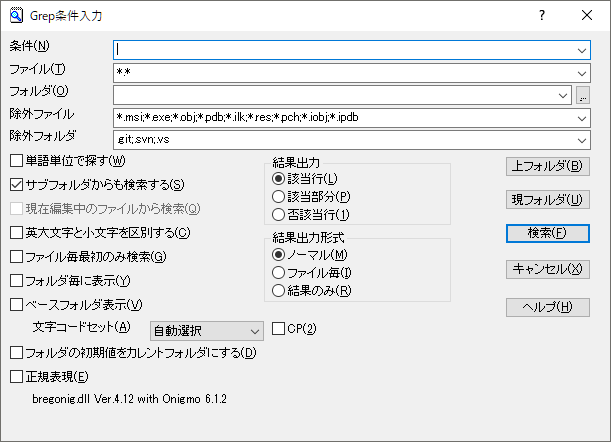 Grep条件入力
条件(N)
ファイル(T)
*.*
フォルダ(O)
...
除外ファイル
*.msi;*.exe;*.obj;*.pdb;*.ilk;*.res;*.pch;*.iobj;*.ipdb
除外フォルダ
.git;.svn;.vs
単語単位で探す(W)
サブフォルダからも検索する(S)
現在編集中のファイルから検索(Q)
英大文字と小文字を区別する(C)
ファイル毎最初のみ検索(G)
フォルダ毎に表示(Y)
ベースフォルダ表示(V)
文字コードセット(A)
自動選択
CP(2)
フォルダの初期値をカレントフォルダにする(D)
正規表現(E)
bregonig.dll Ver.4.12 with Onigmo 6.1.2
結果出力
該当行(L)
該当部分(P)
否該当行(1)
結果出力形式
ノーマル(M)
ファイル毎(I)
結果のみ(R)
上フォルダ(B)
現フォルダ(U)
検索(F)
キャンセル(X)
ヘルプ(H)